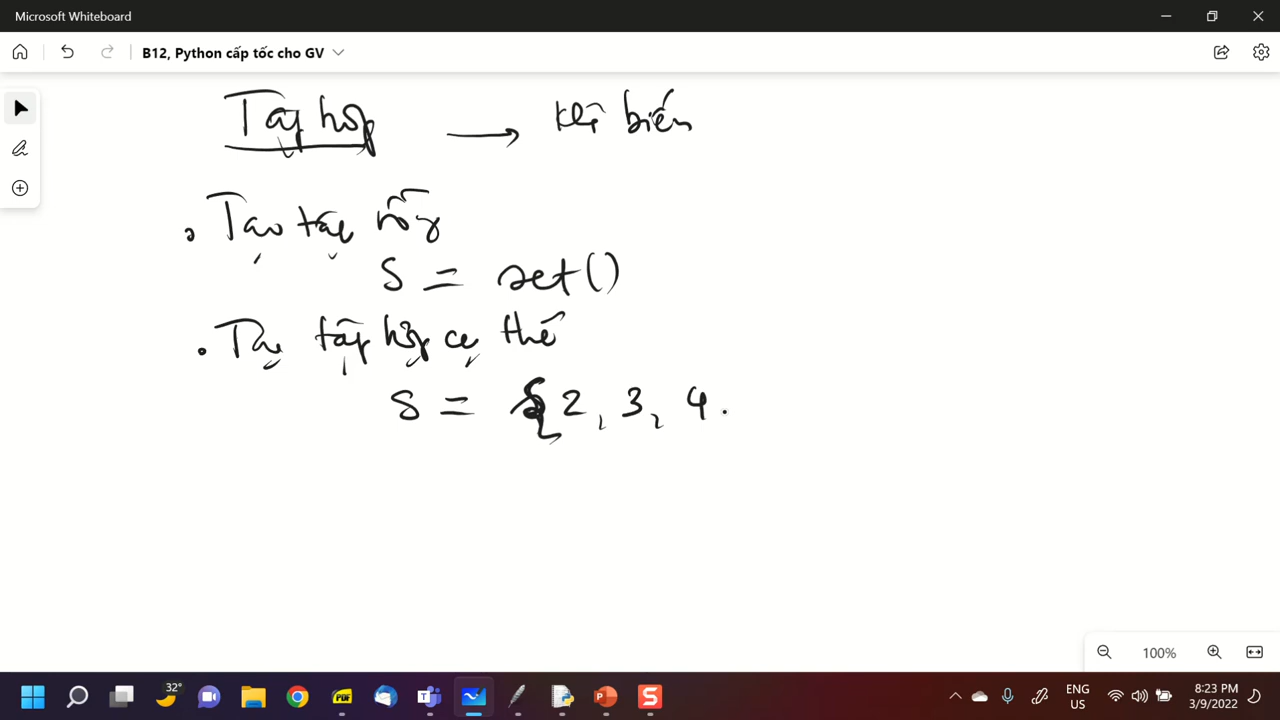 Microsoft Whiteboard
B12, Python cấp tốc cho GV
Tập hợp → khả biến
. Tạo tập rỗng
S = set()
. Tạo tập hợp cụ thể
S = {2, 3, 4
100%
32°
ENG
US
8:23 PM
3/9/2022